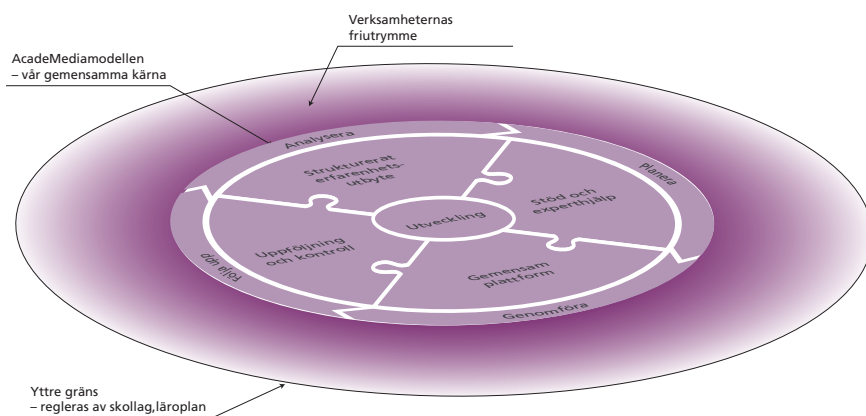 Verksamheternas
friutrymme
AcadeMediamodellen
– vår gemensamma kärna
Analysera
Planera
Strukturerat
erfarenhets-
utbyte
Stöd och
experthjälp
Utveckling
Uppföljning
och kontroll
Gemensam
plattform
Följa upp
Genomföra
Yttre gräns
– regleras av skollag,läroplan